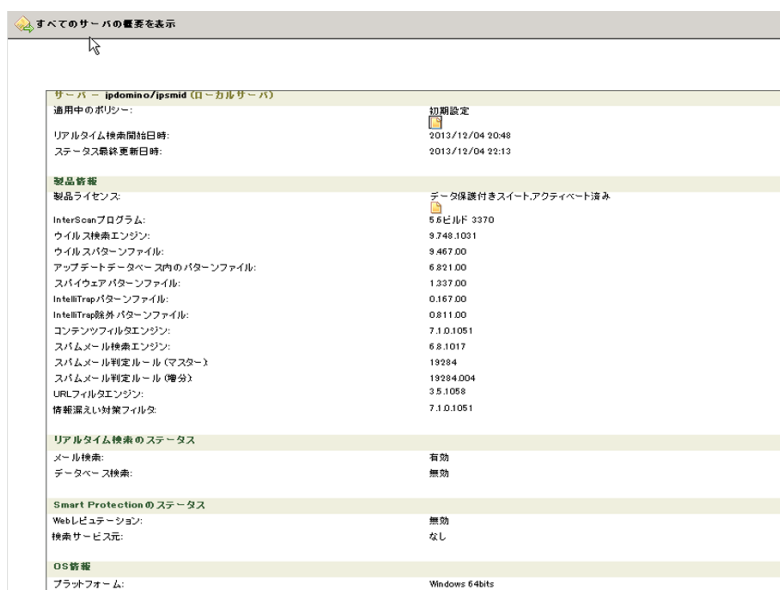 すべてのサーバの概要を表示
サーバー - ipdomino/ipsmid (ローカルサーバ)
適用中のポリシー: 初期設定
リアルタイム検索開始日時: 2013/12/04 20:48
ステータス最終更新日時: 2013/12/04 22:13
製品情報
製品ライセンス: データ保護付きスイート,アクティベート済み
InterScanプログラム: 5.6ビルド 3370
ウイルス検索エンジン: 9.748.1031
ウイルスパターンファイル: 9.467.00
アップデートデータベース内のパターンファイル: 6.821.00
スパイウェアパターンファイル: 1.337.00
IntelliTrapパターンファイル: 0.167.00
IntelliTrap除外パターンファイル: 0.811.00
コンテンツフィルタエンジン: 7.1.0.1051
スパムメール検索エンジン: 6.8.1017
スパムメール判定ルール (マスター): 19284
スパムメール判定ルール (増分): 19284.004
URLフィルタエンジン: 3.5.1058
情報漏えい対策フィルタ: 7.1.0.1051
リアルタイム検索のステータス
メール検索: 有効
データベース検索: 無効
Smart Protectionのステータス
Webレピュテーション: 無効
検索サービス元: なし
OS情報
プラットフォーム: Windows 64bits